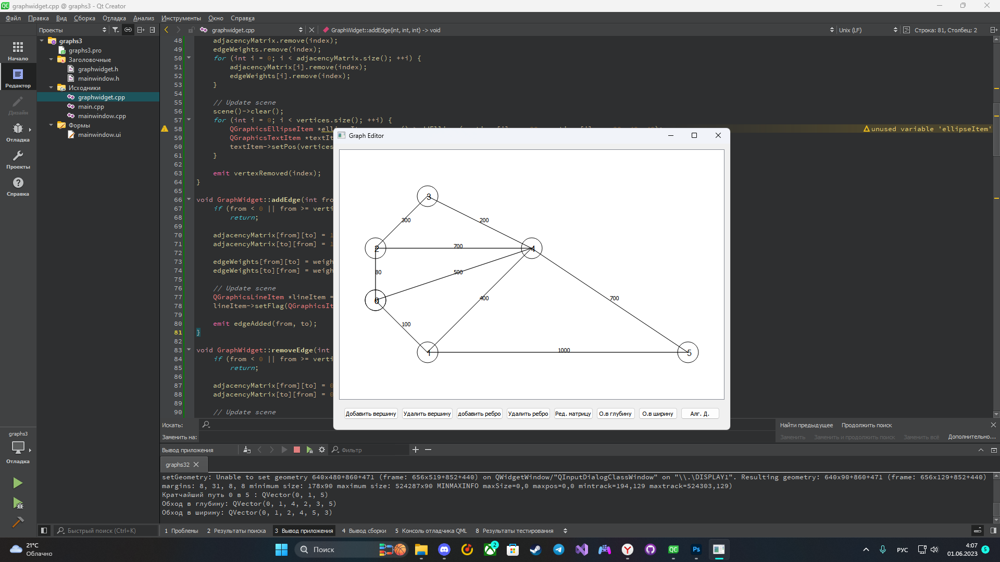 graphwidget.cpp @ graphs3 - Qt Creator
Файл Правка Вид Сборка Отладка Анализ Инструменты Окно Справка
Проекты
graphwidget.cpp
GraphWidget::addEdge(int, int, int) -> void
Unix (LF)
Строка: 81, Столбец: 2
Начало
Редактор
Дизайн
Отладка
Проекты
Справка
graphs3
Отладка
graphs3
graphs3.pro
Заголовочные
graphwidget.h
mainwindow.h
Исходники
graphwidget.cpp
main.cpp
mainwindow.cpp
Формы
mainwindow.ui
48 adjacencyMatrix.remove(index);
49 edgeWeights.remove(index);
50 for (int i = 0; i < adjacencyMatrix.size(); ++i) {
51 adjacencyMatrix[i].remove(index);
52 edgeWeights[i].remove(index);
53 }
54
55 // Update scene
56 scene()->clear();
57 for (int i = 0; i < vertices.size(); ++i) {
58 QGraphicsEllipseItem
unused variable 'ellipseItem'
59 QGraphicsTextItem *textIt
60 textItem->setPos(vertices
61 }
62
63 emit vertexRemoved(index);
64 }
65
66 void GraphWidget::addEdge(int fro
67 if (from < 0 || from >= verti
68 return;
69
70 adjacencyMatrix[from][to] = 1
71 adjacencyMatrix[to][from] = 1
72
73 edgeWeights[from][to] = weigh
74 edgeWeights[to][from] = weigh
75
76 // Update scene
77 QGraphicsLineItem *lineItem =
78 lineItem->setFlag(QGraphicsIt
79
80 emit edgeAdded(from, to);
81 }
82
83 void GraphWidget::removeEdge(int
84 if (from < 0 || from >= verti
85 return;
86
87 adjacencyMatrix[from][to] = 0
88 adjacencyMatrix[to][from] = 0
89
90 // Update scene
Graph Editor
3
300
200
2
700
4
80
500
400
700
100
1
1000
5
Добавить вершину Удалить вершину добавить ребро Удалить ребро Ред. матрицу О.в глубину О.в ширину Алг. Д.
Искать:
Найти предыдущее Продолжить поиск
Заменить на:
Заменить Заменить и продолжить поиск Заменить всё Дополнительно...
Вывод приложения
Фильтр
graphs32
setGeometry: Unable to set geometry 640x480+860+471 (frame: 656x519+852+440) on QWidgetWindow/"QInputDialogClassWindow" on "\\.\DISPLAY1". Resulting geometry: 640x90+860+471 (frame: 656x129+852+440)
margins: 8, 31, 8, 8 minimum size: 178x90 maximum size: 524287x90 MINMAXINFO maxSize=0,0 maxpos=0,0 mintrack=194,129 maxtrack=524303,129)
Кратчайший путь 0 в 5 : QVector(0, 1, 5)
Обход в глубину: QVector(0, 1, 4, 2, 3, 5)
Обход в ширину: QVector(0, 1, 2, 4, 5, 3)
Быстрый поиск (Ctrl+K)
1 Проблемы 2 Результаты поиска 3 Вывод приложения 4 Вывод сборки 5 Консоль отладчика QML 8 Результаты тестирования
21°C
Облачно
Поиск
2
QC
Ps
РУС
4:07
01.06.2023
5